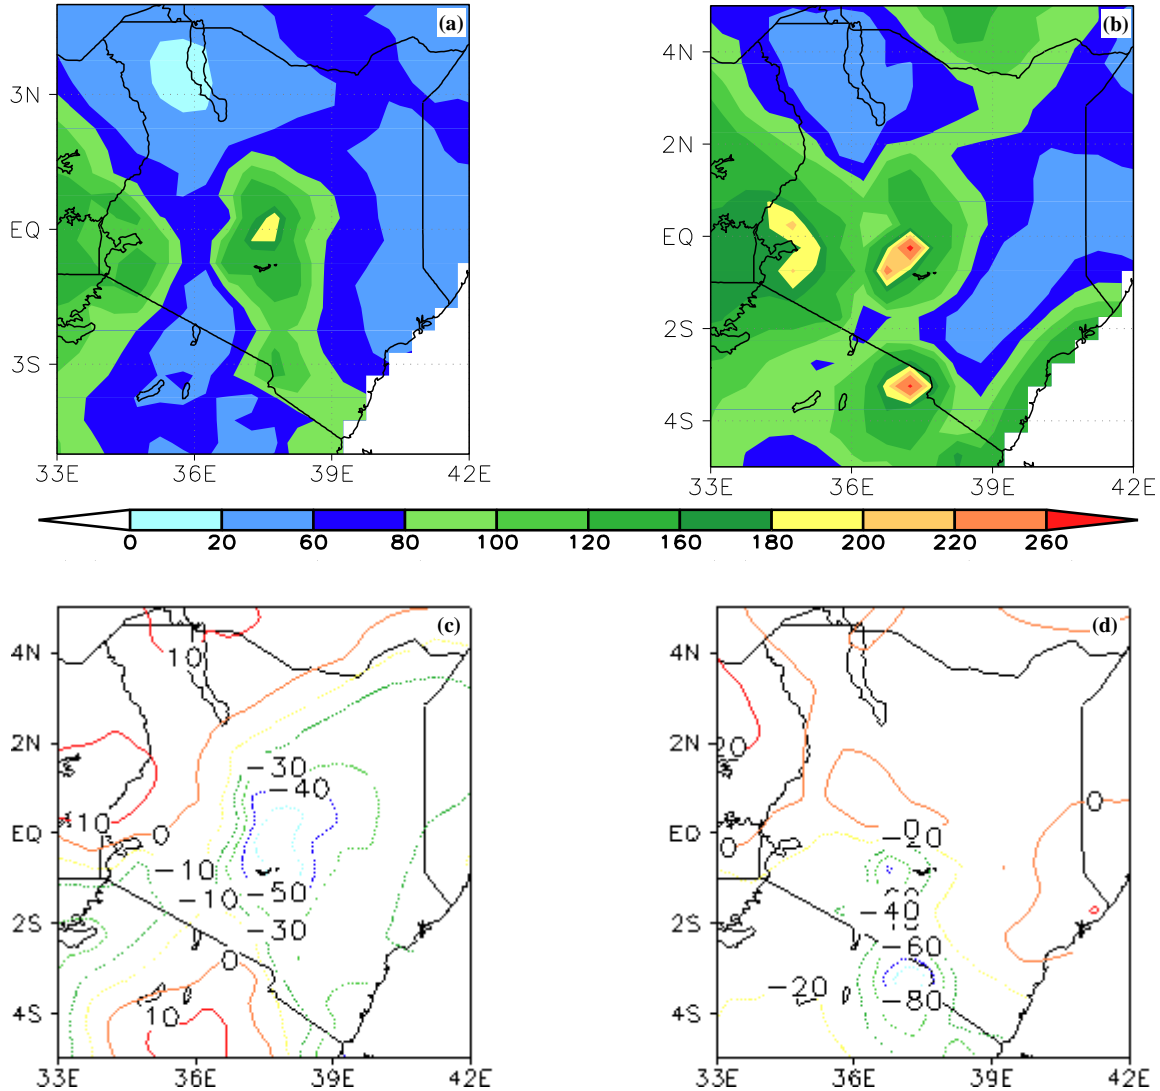 (a) (b)
4N
3N
2N
EQ EQ
2S
3S
4S
33E 36E 39E 42E 33E 36E 39E 42E
0 20 60 80 100 120 160 180 200 220 260
(c) (d)
4N 10 4N
2N 2N 20
-30
-40 0
10 0 0
EQ EQ -20
0
-10
-10 -50
-40
2S -30 2S
-60
0
-20 -80
4S 10 4S
33E 36E 39E 42E 33E 36E 39E 42E